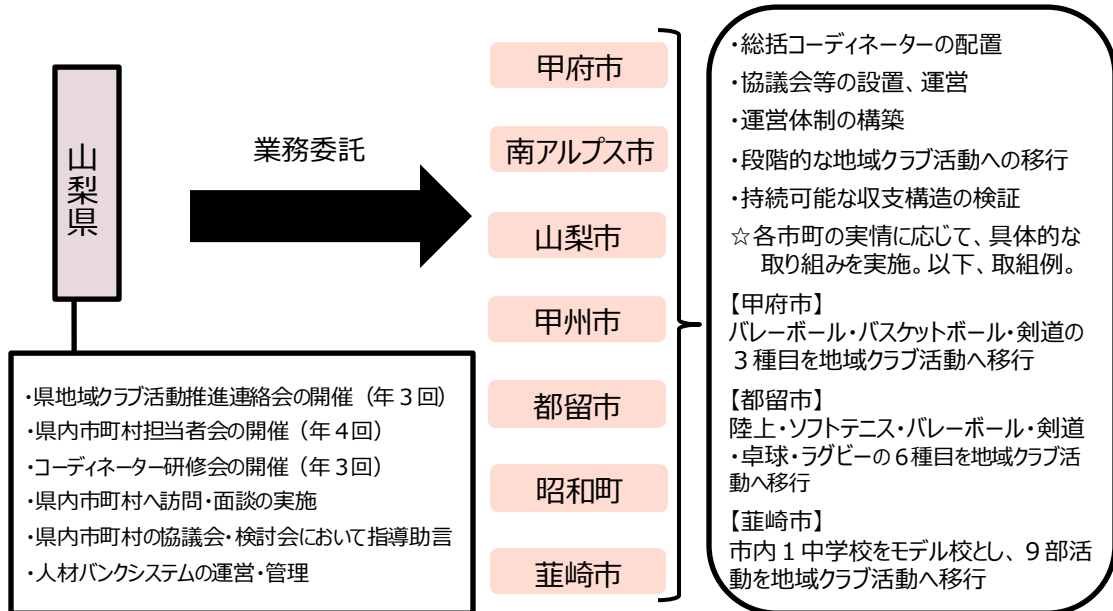 山梨県
業務委託
・県地域クラブ活動推進連絡会の開催（年３回）
・県内市町村担当者会の開催（年４回）
・コーディネーター研修会の開催（年３回）
・県内市町村へ訪問・面談の実施
・県内市町村の協議会・検討会において指導助言
・人材バンクシステムの運営・管理
甲府市
南アルプス市
山梨市
甲州市
都留市
昭和町
韮崎市
・総括コーディネーターの配置
・協議会等の設置、運営
・運営体制の構築
・段階的な地域クラブ活動への移行
・持続可能な収支構造の検証
☆各市町の実情に応じて、具体的な
取り組みを実施。以下、取組例。
【甲府市】
バレーボール・バスケットボール・剣道の
３種目を地域クラブ活動へ移行
【都留市】
陸上・ソフトテニス・バレーボール・剣道
・卓球・ラグビーの６種目を地域クラブ活
動へ移行
【韮崎市】
市内１中学校をモデル校とし、９部活
動を地域クラブ活動へ移行